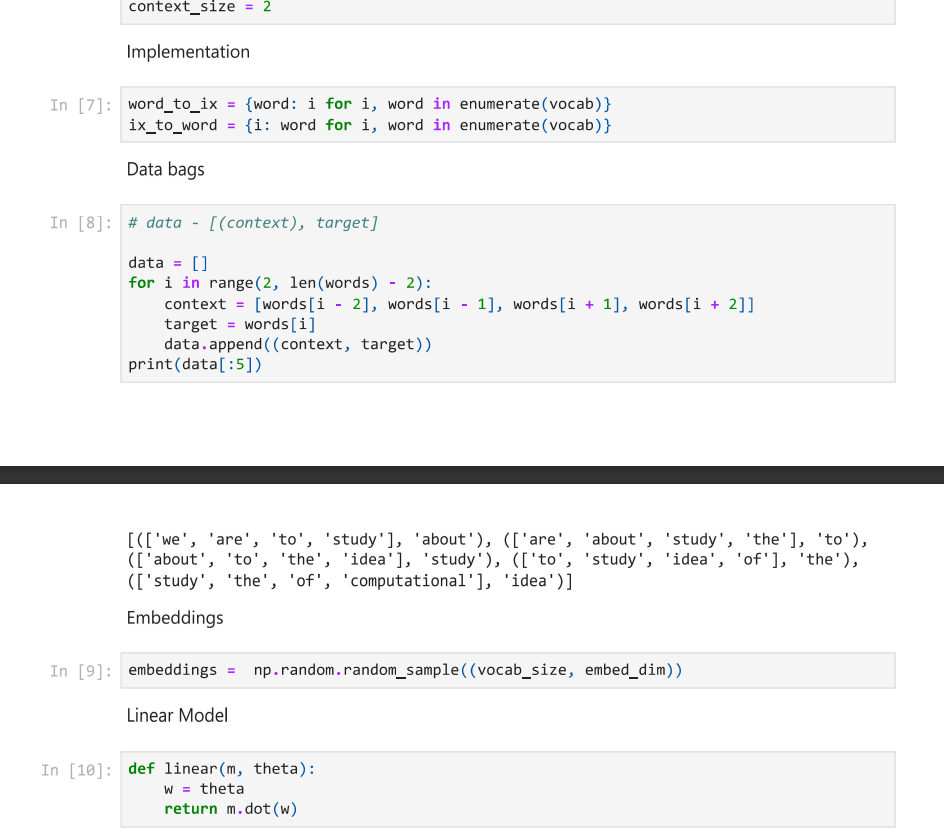 context_size = 2
Implementation
In [7]: word_to_ix = {word: i for i, word in enumerate(vocab)}
ix_to_word = {i: word for i, word in enumerate(vocab)}
Data bags
In [8]: # data - [(context), target]
data = []
for i in range(2, len(words) - 2):
    context = [words[i - 2], words[i - 1], words[i + 1], words[i + 2]]
    target = words[i]
    data.append((context, target))
print(data[:5])
[(['we', 'are', 'to', 'study'], 'about'), (['are', 'about', 'study', 'the'], 'to'),
(['about', 'to', 'the', 'idea'], 'study'), (['to', 'study', 'idea', 'of'], 'the'),
(['study', 'the', 'of', 'computational'], 'idea')]
Embeddings
In [9]: embeddings =  np.random.random_sample((vocab_size, embed_dim))
Linear Model
In [10]: def linear(m, theta):
    w = theta
    return m.dot(w)